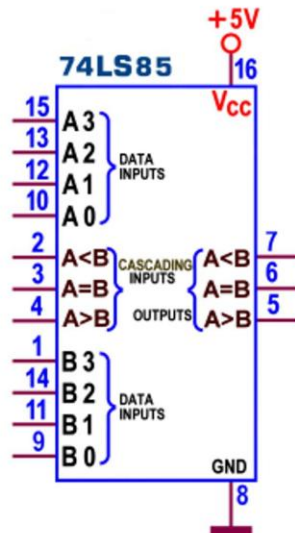 +5V
74LS85
16
VCC
15 A3
13 A2
12 A1
10 A0
DATA
INPUTS
2 A<B
3 A=B
4 A>B
CASCADING
INPUTS
OUTPUTS
A<B 7
A=B 6
A>B 5
1 B3
14 B2
11 B1
9 B0
DATA
INPUTS
GND
8